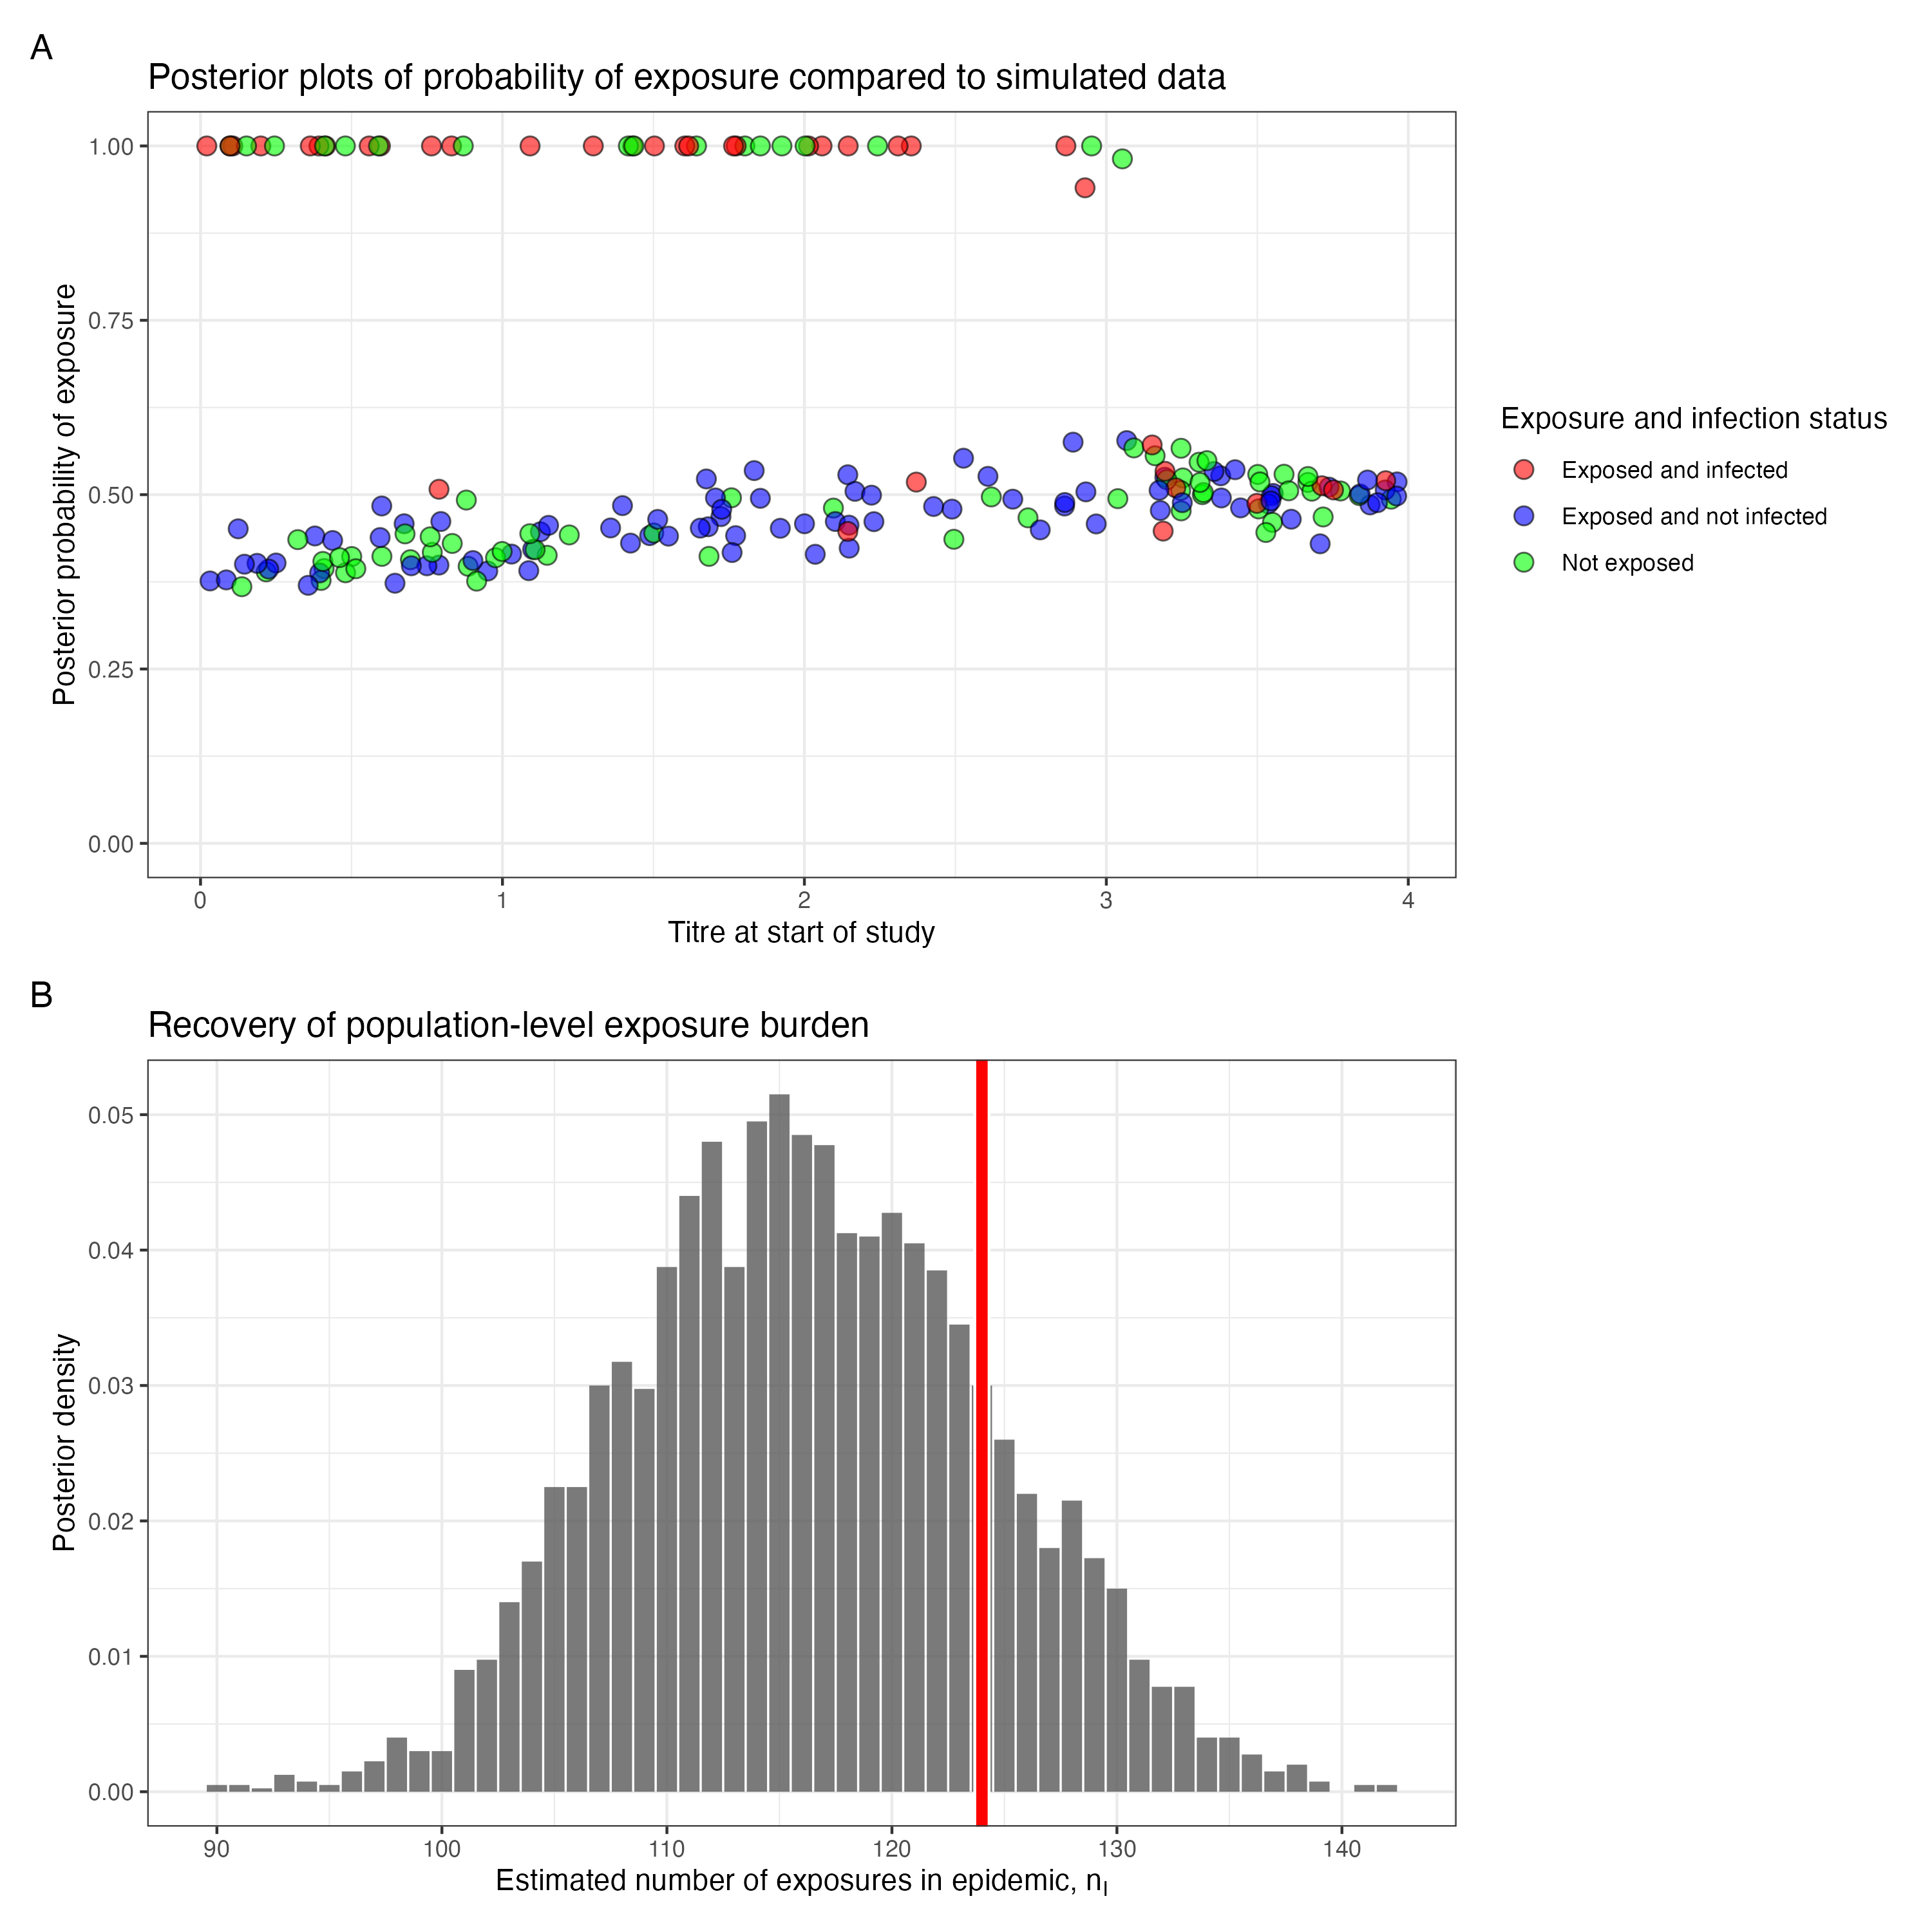 A
Posterior plots of probability of exposure compared to simulated data
Posterior probability of exposure
1.00
0.75
0.50
0.25
0.00
0 1 2 3 4
Titre at start of study
Exposure and infection status
Exposed and infected
Exposed and not infected
Not exposed
B
Recovery of population-level exposure burden
Posterior density
0.05
0.04
0.03
0.02
0.01
0.00
90 100 110 120 130 140
Estimated number of exposures in epidemic, nI